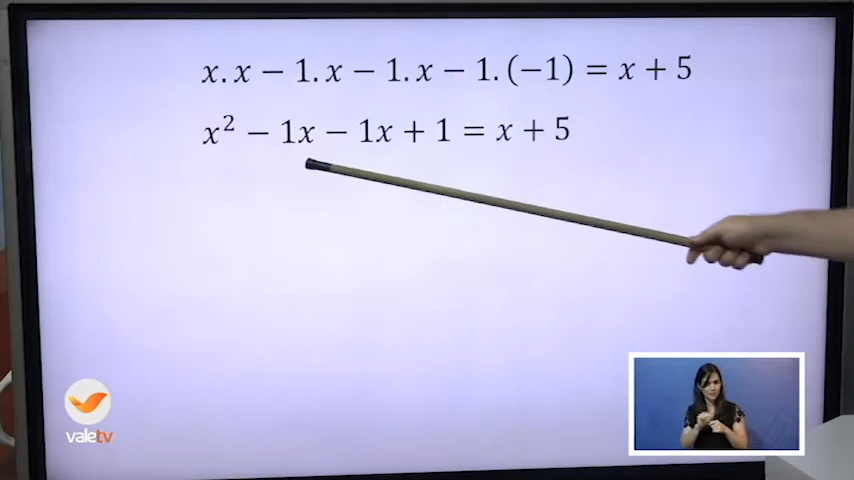 x.x − 1.x − 1.x − 1.(−1) = x + 5
x² − 1x − 1x + 1 = x + 5
valetv